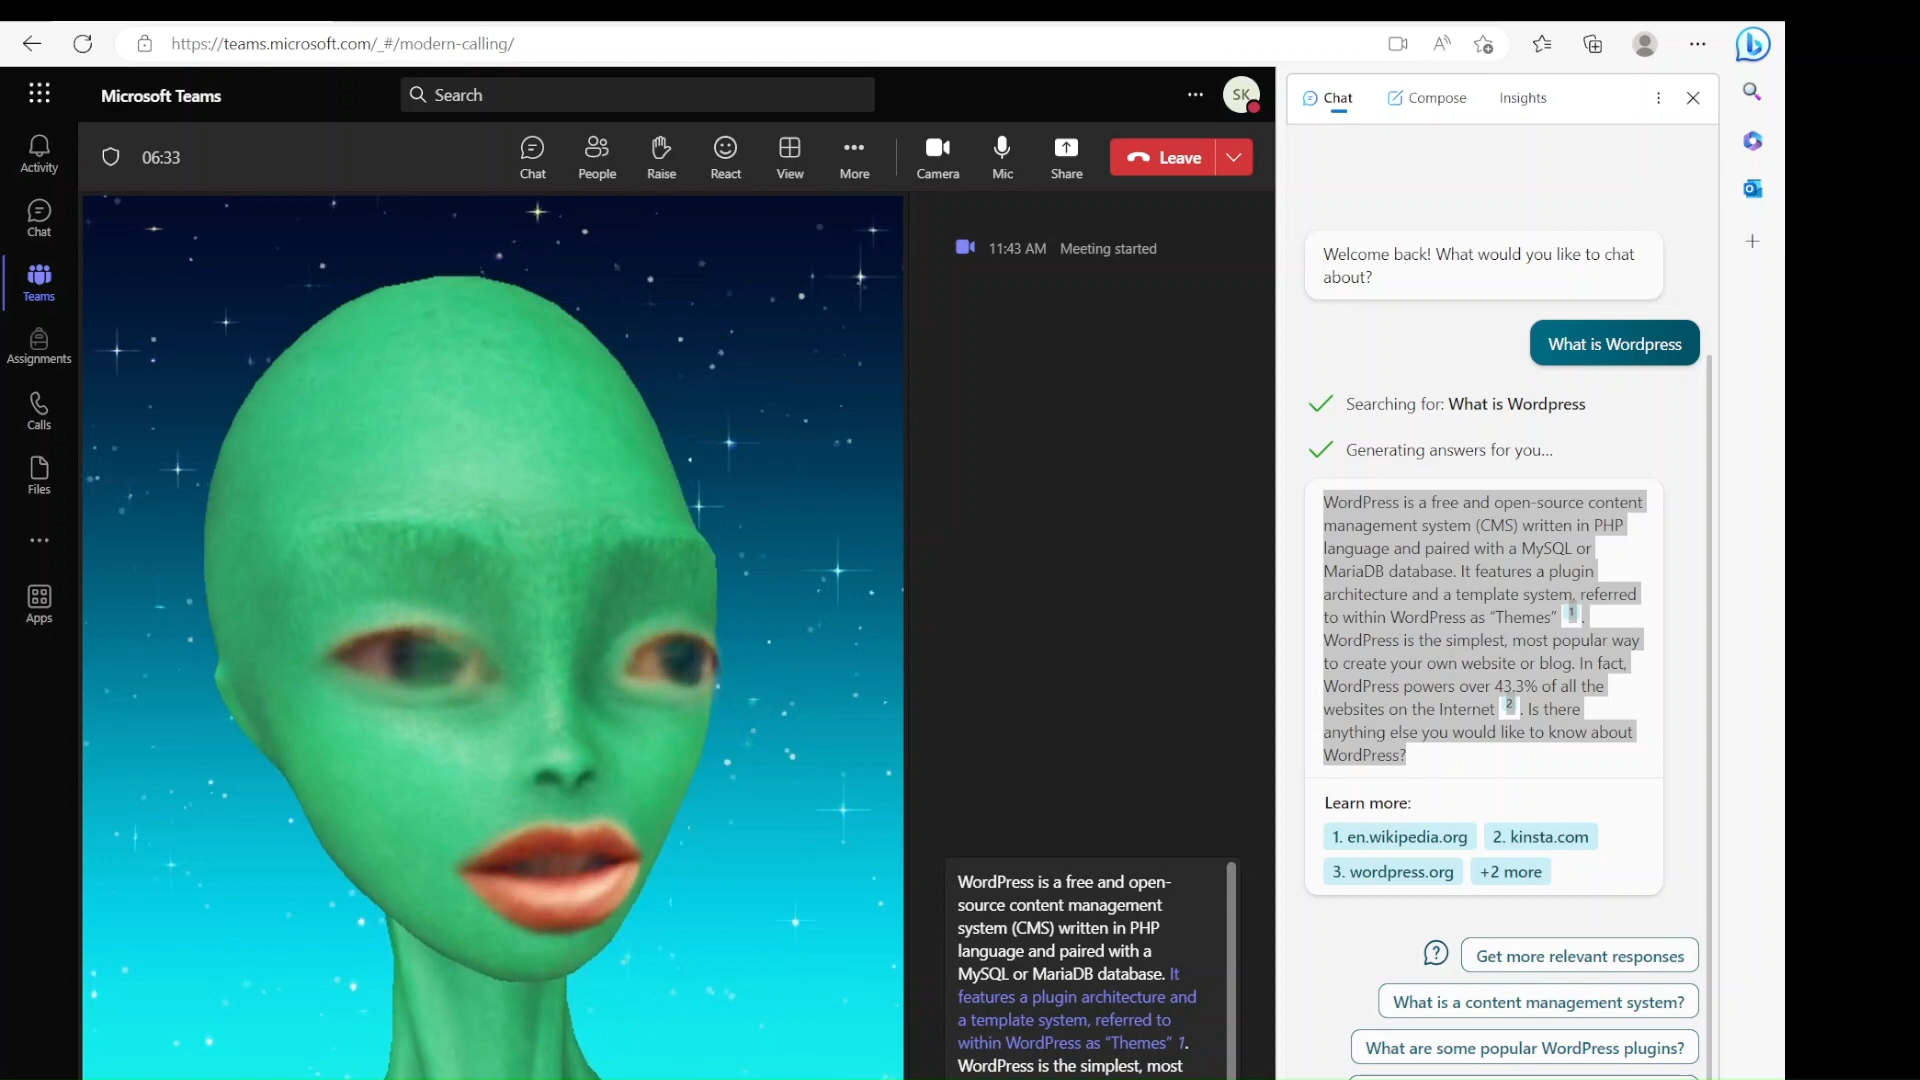 https://teams.microsoft.com/_#/modern-calling/
Microsoft Teams
Search
SK
06:33
Chat
People
Raise
React
View
More
Camera
Mic
Share
Leave
Activity
Chat
Teams
Assignments
Calls
Files
Apps
11:43 AM Meeting started
WordPress is a free and open-
source content management
system (CMS) written in PHP
language and paired with a
MySQL or MariaDB database. It
features a plugin architecture and
a template system, referred to
within WordPress as “Themes” 1.
WordPress is the simplest, most
Chat
Compose
Insights
Welcome back! What would you like to chat
about?
What is Wordpress
Searching for: What is Wordpress
Generating answers for you...
WordPress is a free and open-source content
management system (CMS) written in PHP
language and paired with a MySQL or
MariaDB database. It features a plugin
architecture and a template system, referred
to within WordPress as “Themes” 1.
WordPress is the simplest, most popular way
to create your own website or blog. In fact,
WordPress powers over 43.3% of all the
websites on the Internet 2. Is there
anything else you would like to know about
WordPress?
Learn more:
1. en.wikipedia.org
2. kinsta.com
3. wordpress.org
+2 more
Get more relevant responses
What is a content management system?
What are some popular WordPress plugins?